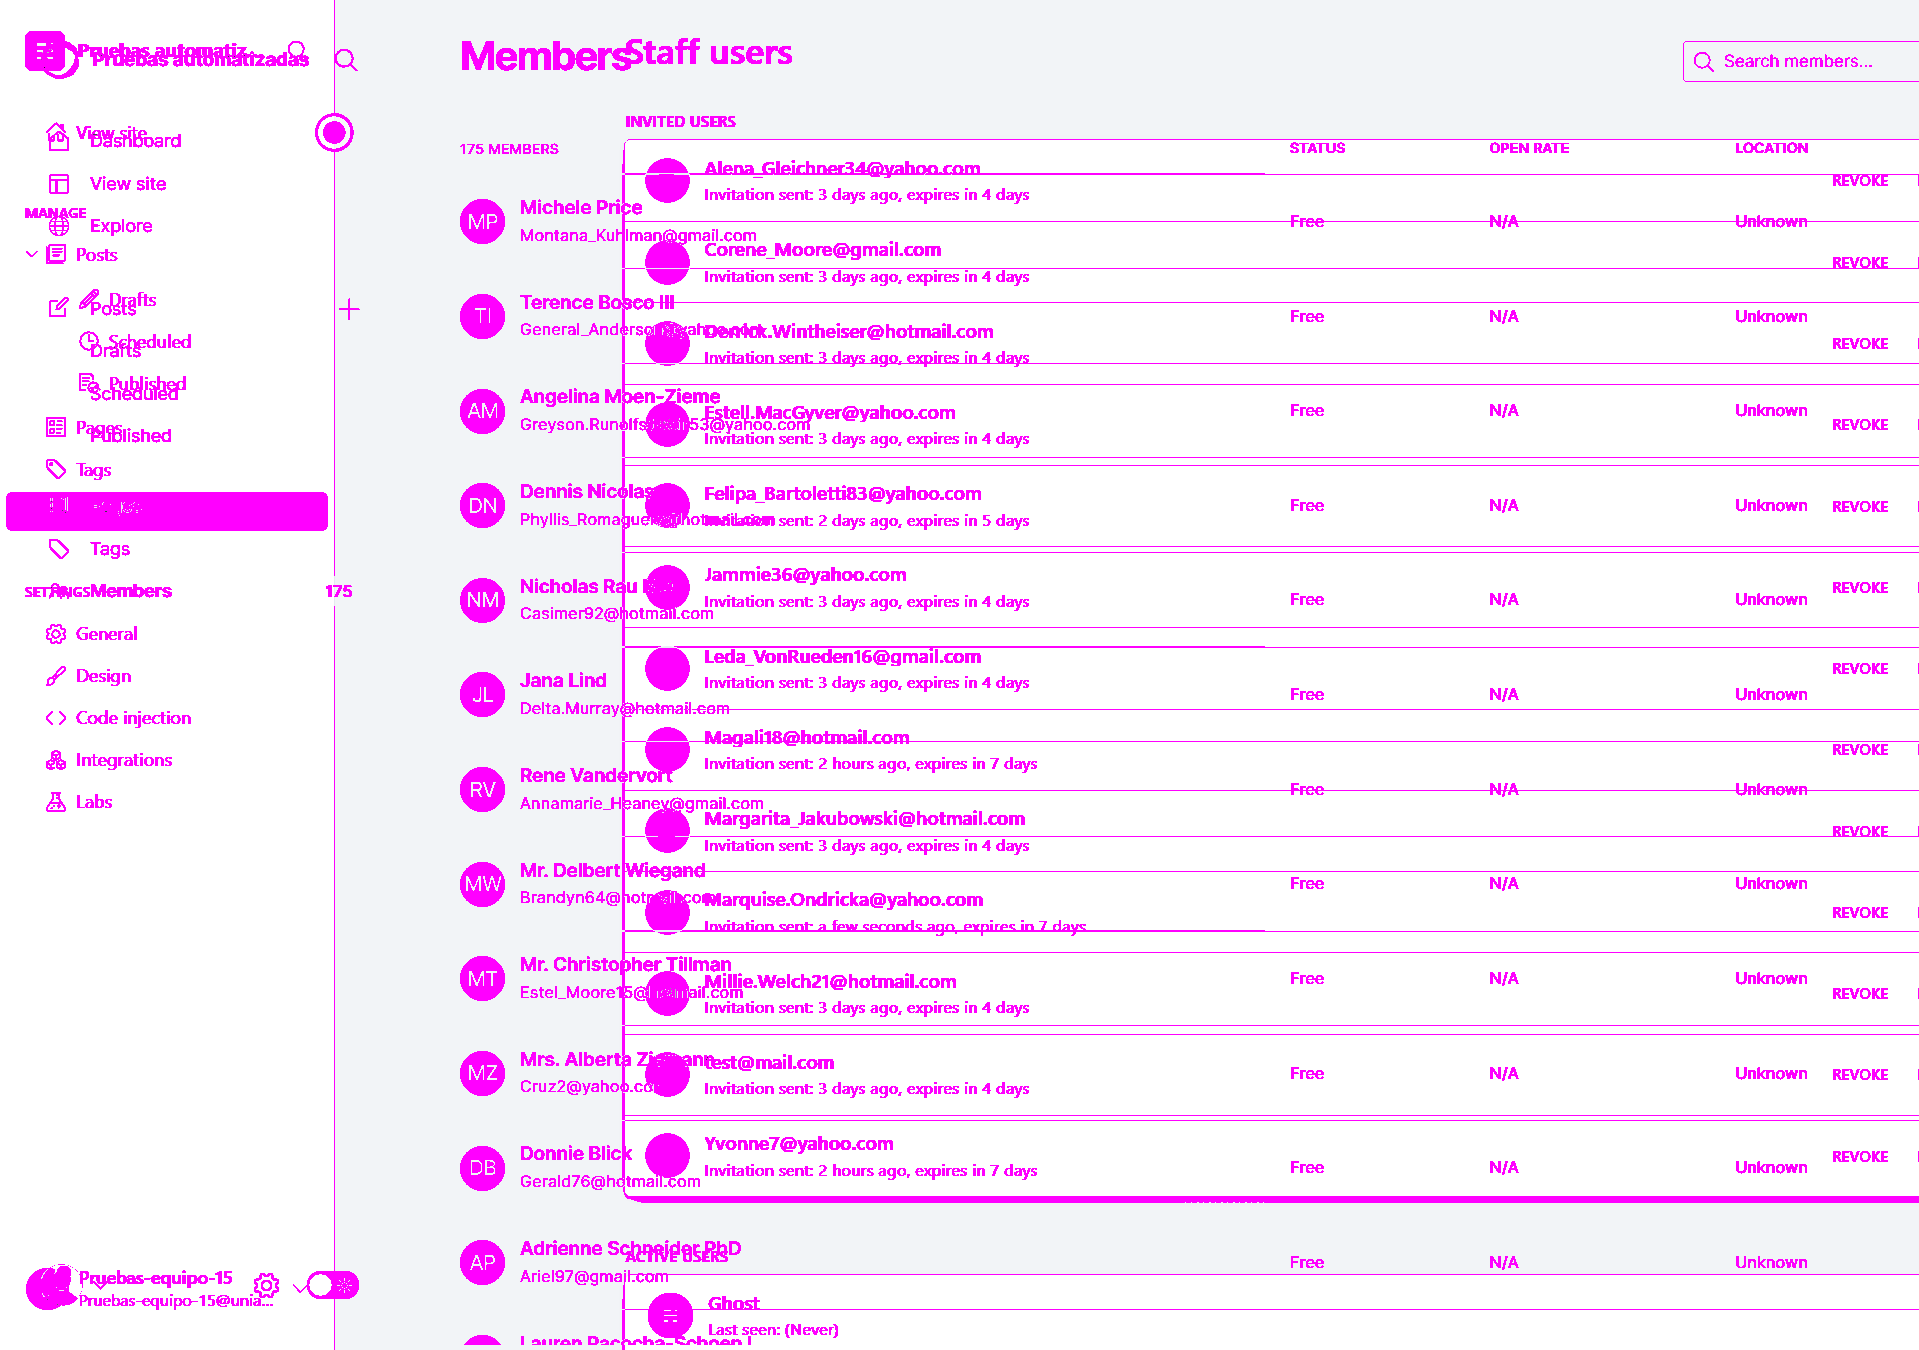 Pruebas automatiz...
Pruebas automatizadas
View site
Dashboard
View site
MANAGE
Explore
Posts
Drafts
Posts
Scheduled
Drafts
Published
Scheduled
Pages
Published
Tags
Tags
SETTINGS
Members 175
General
Design
Code injection
Integrations
Labs
Pruebas-equipo-15
Pruebas-equipo-15@unia...
Members
Staff users
Search members...
INVITED USERS
175 MEMBERS STATUS OPEN RATE LOCATION
Alena_Gleichner34@yahoo.com
Invitation sent: 3 days ago, expires in 4 days REVOKE
MP Michele Price Free N/A Unknown
Montana_Kuhlman@gmail.com
Corene_Moore@gmail.com
Invitation sent: 3 days ago, expires in 4 days REVOKE
TI Terence Bosco III Free N/A Unknown
Derrick.Wintheiser@hotmail.com
Invitation sent: 3 days ago, expires in 4 days REVOKE
AM Angelina Moen-Zieme Free N/A Unknown
Estell.MacGyver@yahoo.com
Invitation sent: 3 days ago, expires in 4 days REVOKE
DN Dennis Nicolas Free N/A Unknown
Felipa_Bartoletti83@yahoo.com
Invitation sent: 2 days ago, expires in 5 days REVOKE
NM Nicholas Rau Free N/A Unknown
Casimer92@hotmail.com
Jammie36@yahoo.com
Invitation sent: 3 days ago, expires in 4 days REVOKE
JL Jana Lind Free N/A Unknown
Delta.Murray@hotmail.com
Leda_VonRueden16@gmail.com
Invitation sent: 3 days ago, expires in 4 days REVOKE
Magali18@hotmail.com
Invitation sent: 2 hours ago, expires in 7 days REVOKE
RV Rene Vandervort Free N/A Unknown
Annamarie_Heaney@gmail.com
Margarita_Jakubowski@hotmail.com
Invitation sent: 3 days ago, expires in 4 days REVOKE
MW Mr. Delbert Wiegand Free N/A Unknown
Brandyn64@hotmail.com
Marquise.Ondricka@yahoo.com
Invitation sent: a few seconds ago, expires in 7 days REVOKE
MT Mr. Christopher Tillman Free N/A Unknown
Estel_Moore15@hotmail.com
Millie.Welch21@hotmail.com
Invitation sent: 3 days ago, expires in 4 days REVOKE
MZ Mrs. Alberta Free N/A Unknown
Cruz2@yahoo.com
test@mail.com
Invitation sent: 3 days ago, expires in 4 days REVOKE
DB Donnie Blick Free N/A Unknown
Gerald76@hotmail.com
Yvonne7@yahoo.com
Invitation sent: 2 hours ago, expires in 7 days REVOKE
AP Adrienne Schneider PhD Free N/A Unknown
Ariel97@gmail.com
ACTIVE USERS
Ghost
Last seen: (Never)